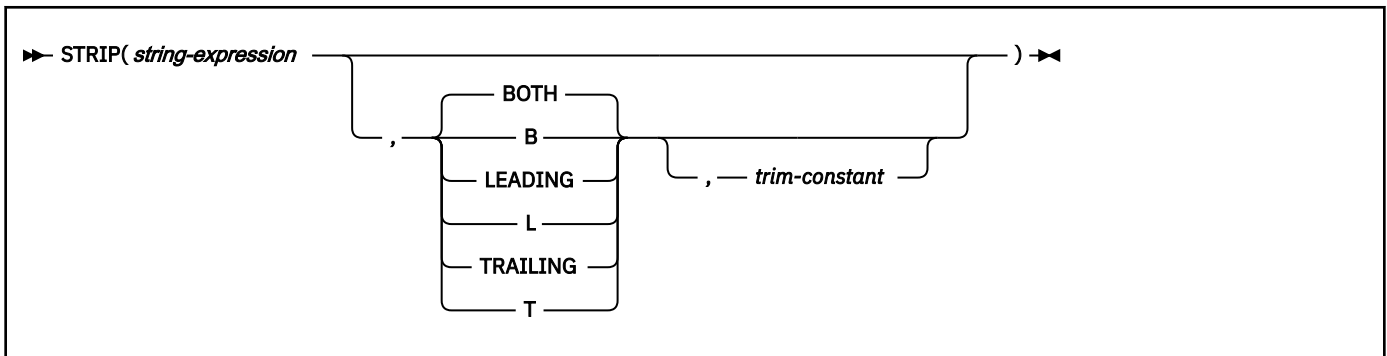 STRIP( string-expression )
BOTH
, B
LEADING , trim-constant
L
TRAILING
T